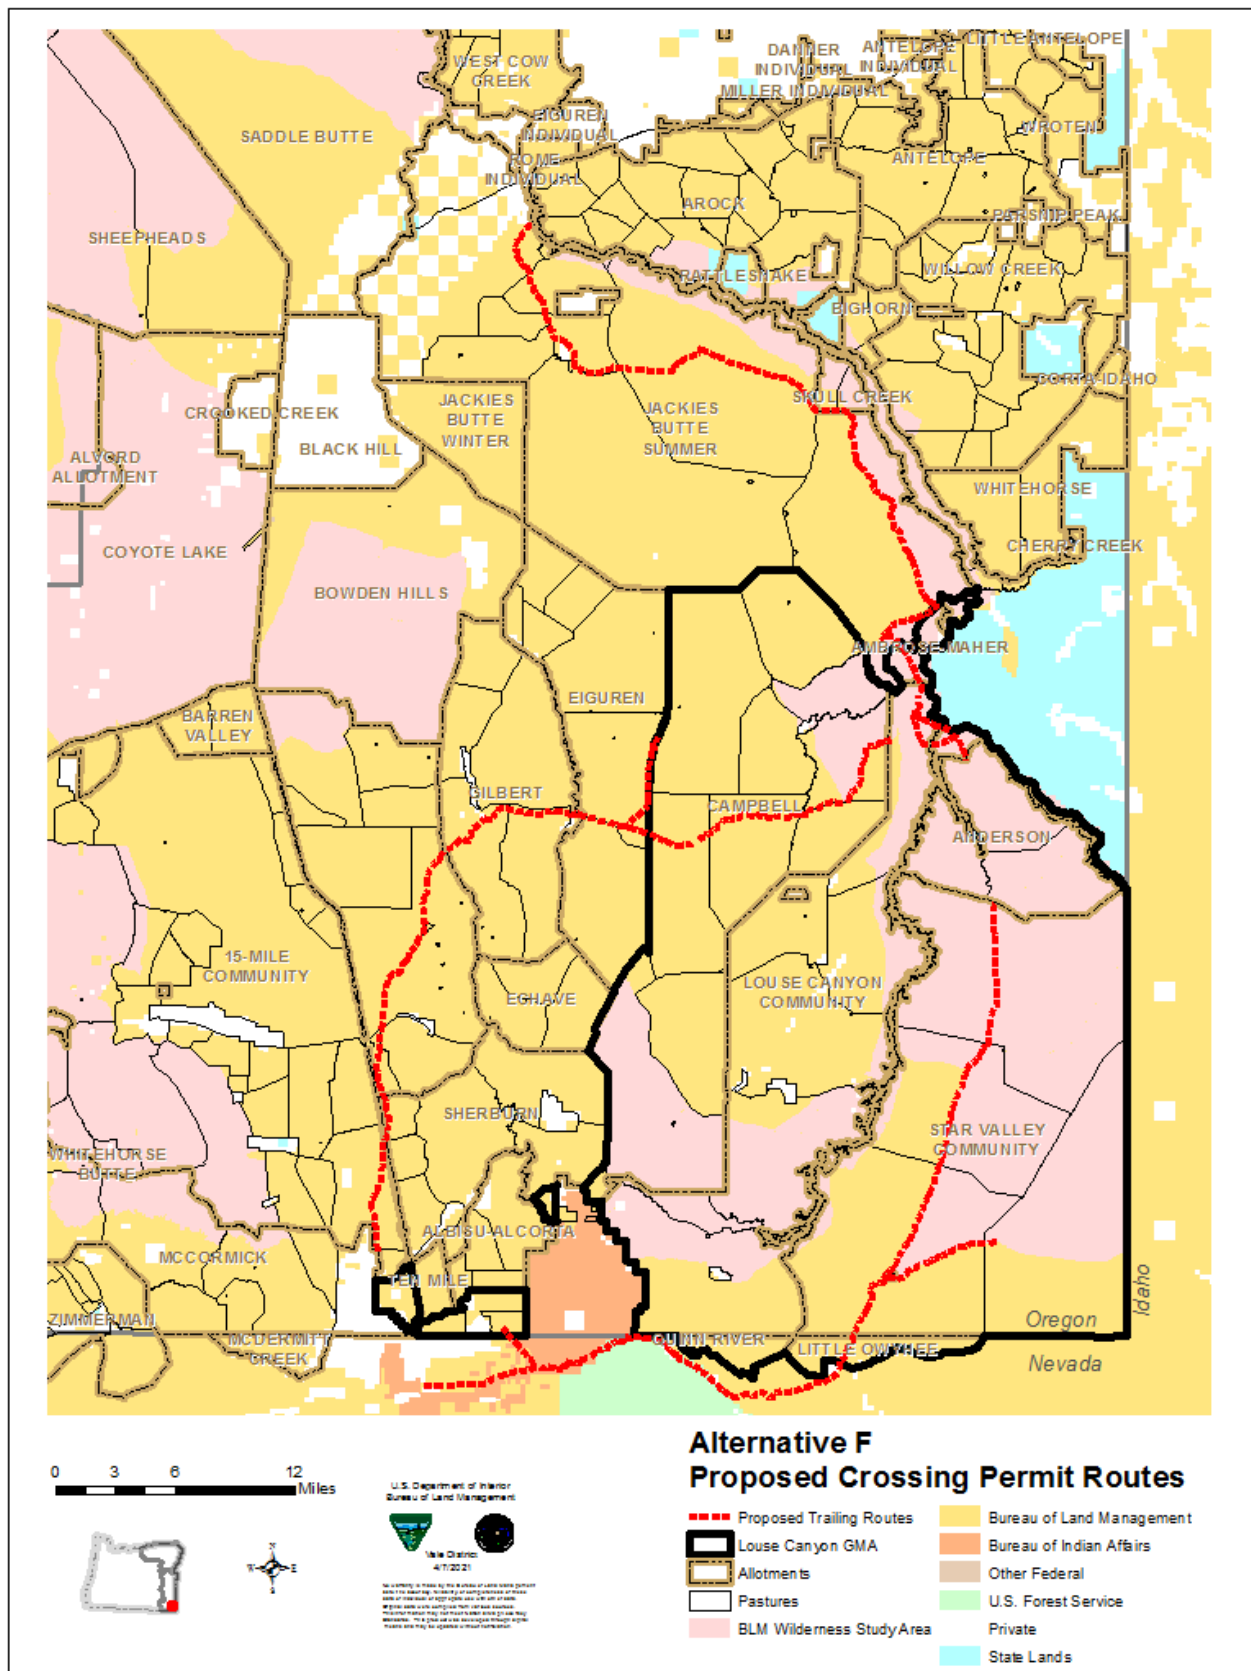 LITTLE ANTELOPE
DANNER
INDIVIDUAL
ANTELOPE
INDIVIDUAL
WEST COW
CREEK
MILLER INDIVIDUAL
EIGUREN
INDIVIDUAL
WROTEN
SADDLE BUTTE
ROME
INDIVIDUAL
ANTELOPE
AROCK
PARSNIP PEAK
SHEEPHEADS
RATTLESNAKE
WILLOW CREEK
BIGHORN
CORTA-IDAHO
SKULL CREEK
CROOKED CREEK
JACKIES
BUTTE
WINTER
JACKIES
BUTTE
SUMMER
BLACK HILL
ALVORD
ALLOTMENT
WHITEHORSE
COYOTE LAKE
CHERRY CREEK
BOWDEN HILLS
AMBROSE MAHER
EIGUREN
BARREN
VALLEY
GILBERT
CAMPBELL
ANDERSON
15-MILE
COMMUNITY
ECHAVE
LOUSE CANYON
COMMUNITY
SHERBURN
STAR VALLEY
COMMUNITY
WHITEHORSE
BUTTE
ALBISU-ALCORTA
MCCORMICK
TEN MILE
Idaho
ZIMMERMAN
Oregon
MCDERMITT
CREEK
QUINN RIVER
LITTLE OWYHEE
Nevada
Alternative F
Proposed Crossing Permit Routes
0 3 6 12
Miles
U.S. Department of Interior
Bureau of Land Management
Vale District
4/7/2021
N
W
E
S
Proposed Trailing Routes
Louse Canyon GMA
Allotments
Pastures
BLM Wilderness Study Area
Bureau of Land Management
Bureau of Indian Affairs
Other Federal
U.S. Forest Service
Private
State Lands